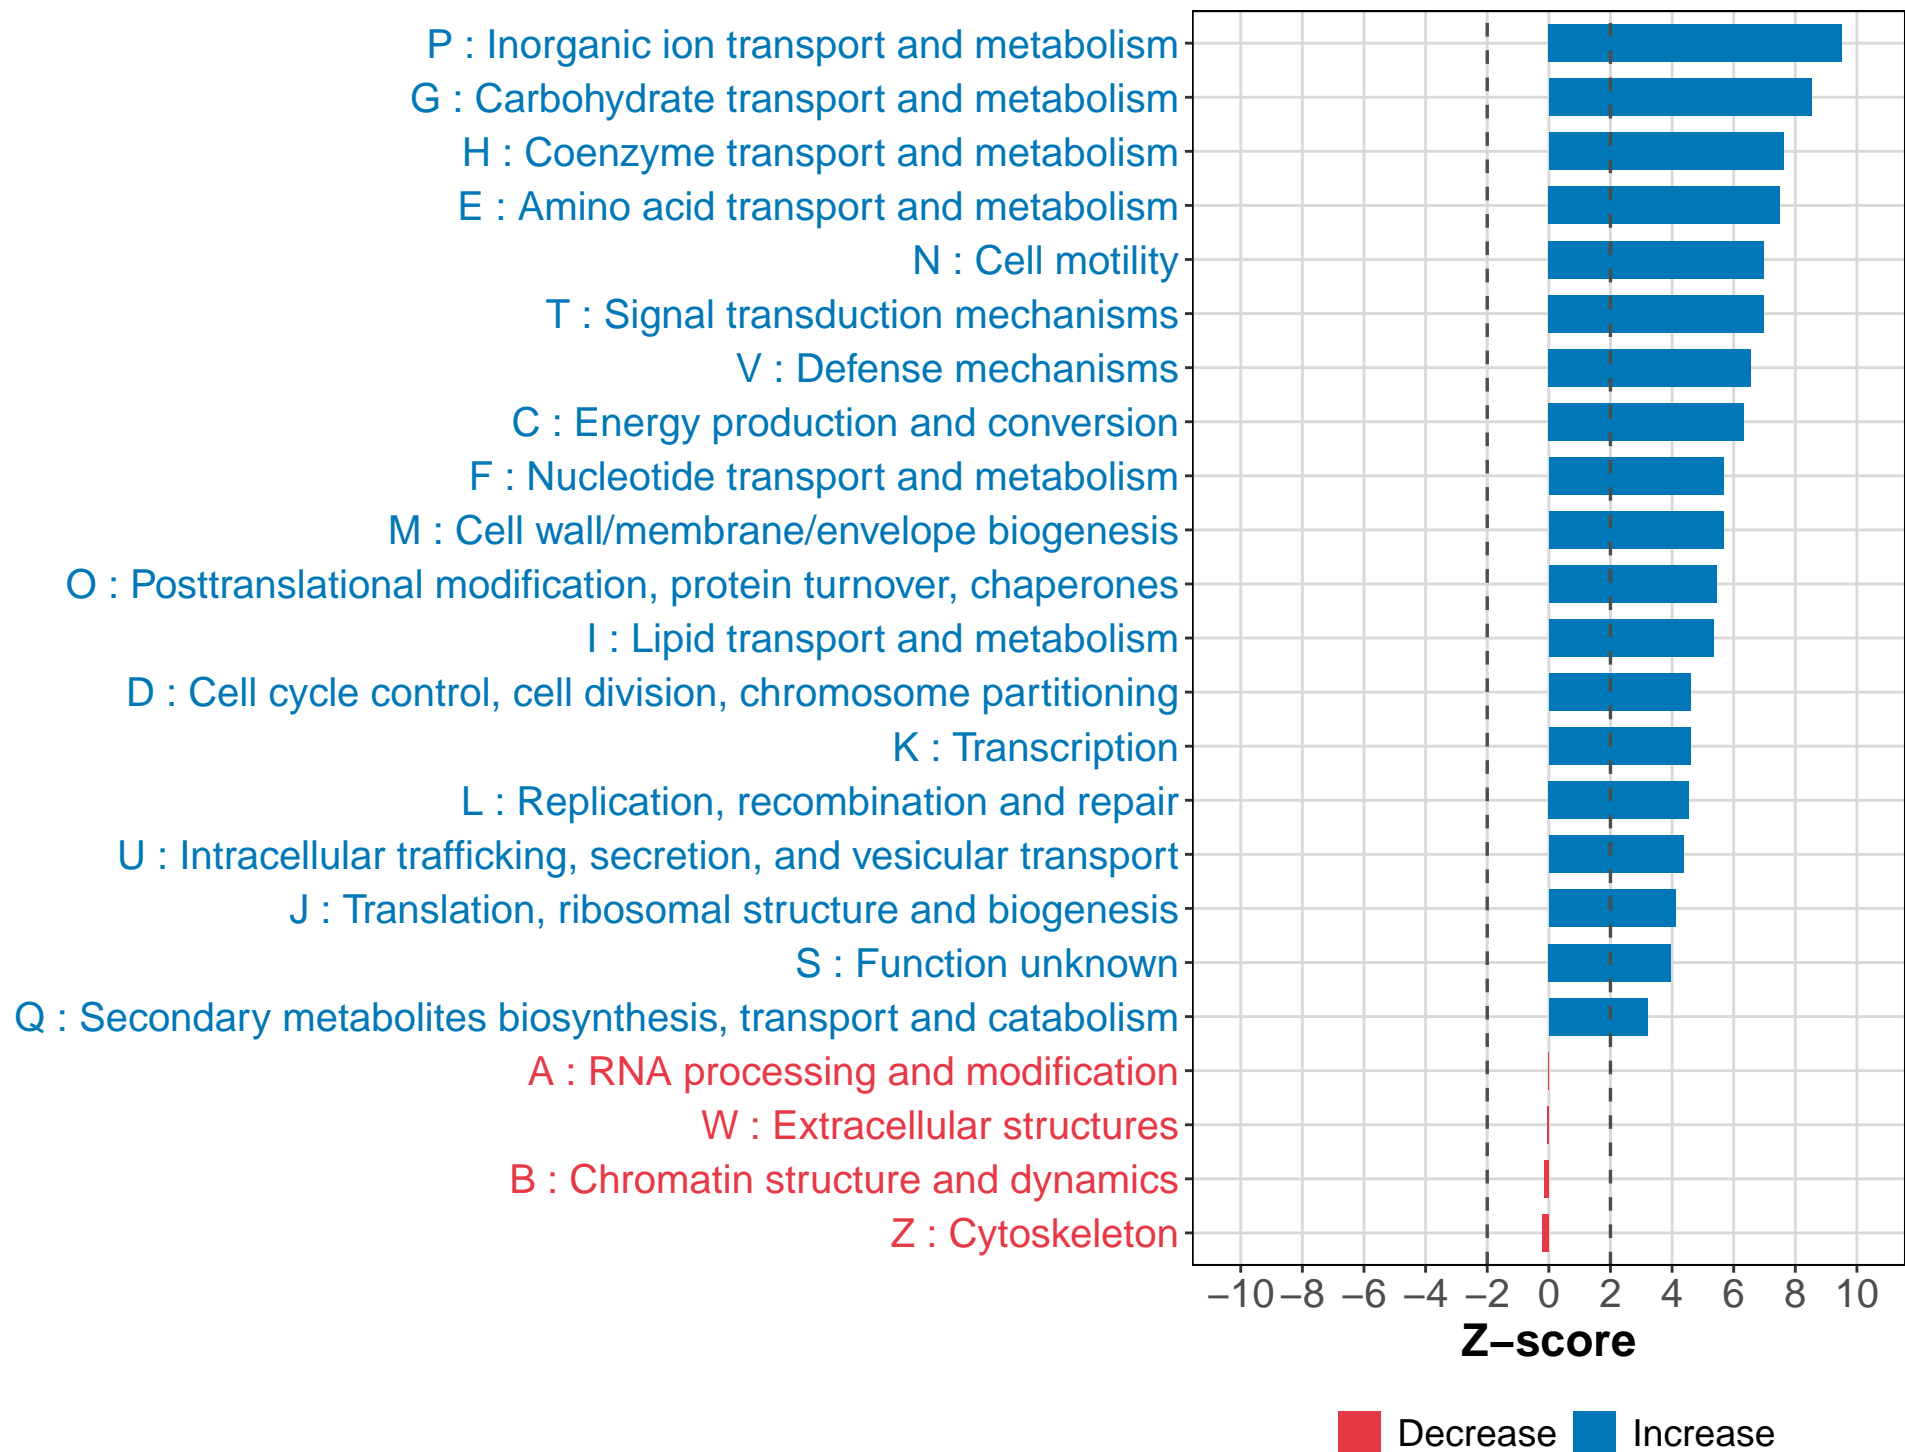 P : Inorganic ion transport and metabolism
G : Carbohydrate transport and metabolism
H : Coenzyme transport and metabolism
E : Amino acid transport and metabolism
N : Cell motility
T : Signal transduction mechanisms
V : Defense mechanisms
C : Energy production and conversion
F : Nucleotide transport and metabolism
M : Cell wall/membrane/envelope biogenesis
O : Posttranslational modification, protein turnover, chaperones
I : Lipid transport and metabolism
D : Cell cycle control, cell division, chromosome partitioning
K : Transcription
L : Replication, recombination and repair
U : Intracellular trafficking, secretion, and vesicular transport
J : Translation, ribosomal structure and biogenesis
S : Function unknown
Q : Secondary metabolites biosynthesis, transport and catabolism
A : RNA processing and modification
W : Extracellular structures
B : Chromatin structure and dynamics
Z : Cytoskeleton
−10 −8 −6 −4 −2 0 2 4 6 8 10
Z−score
Decrease Increase